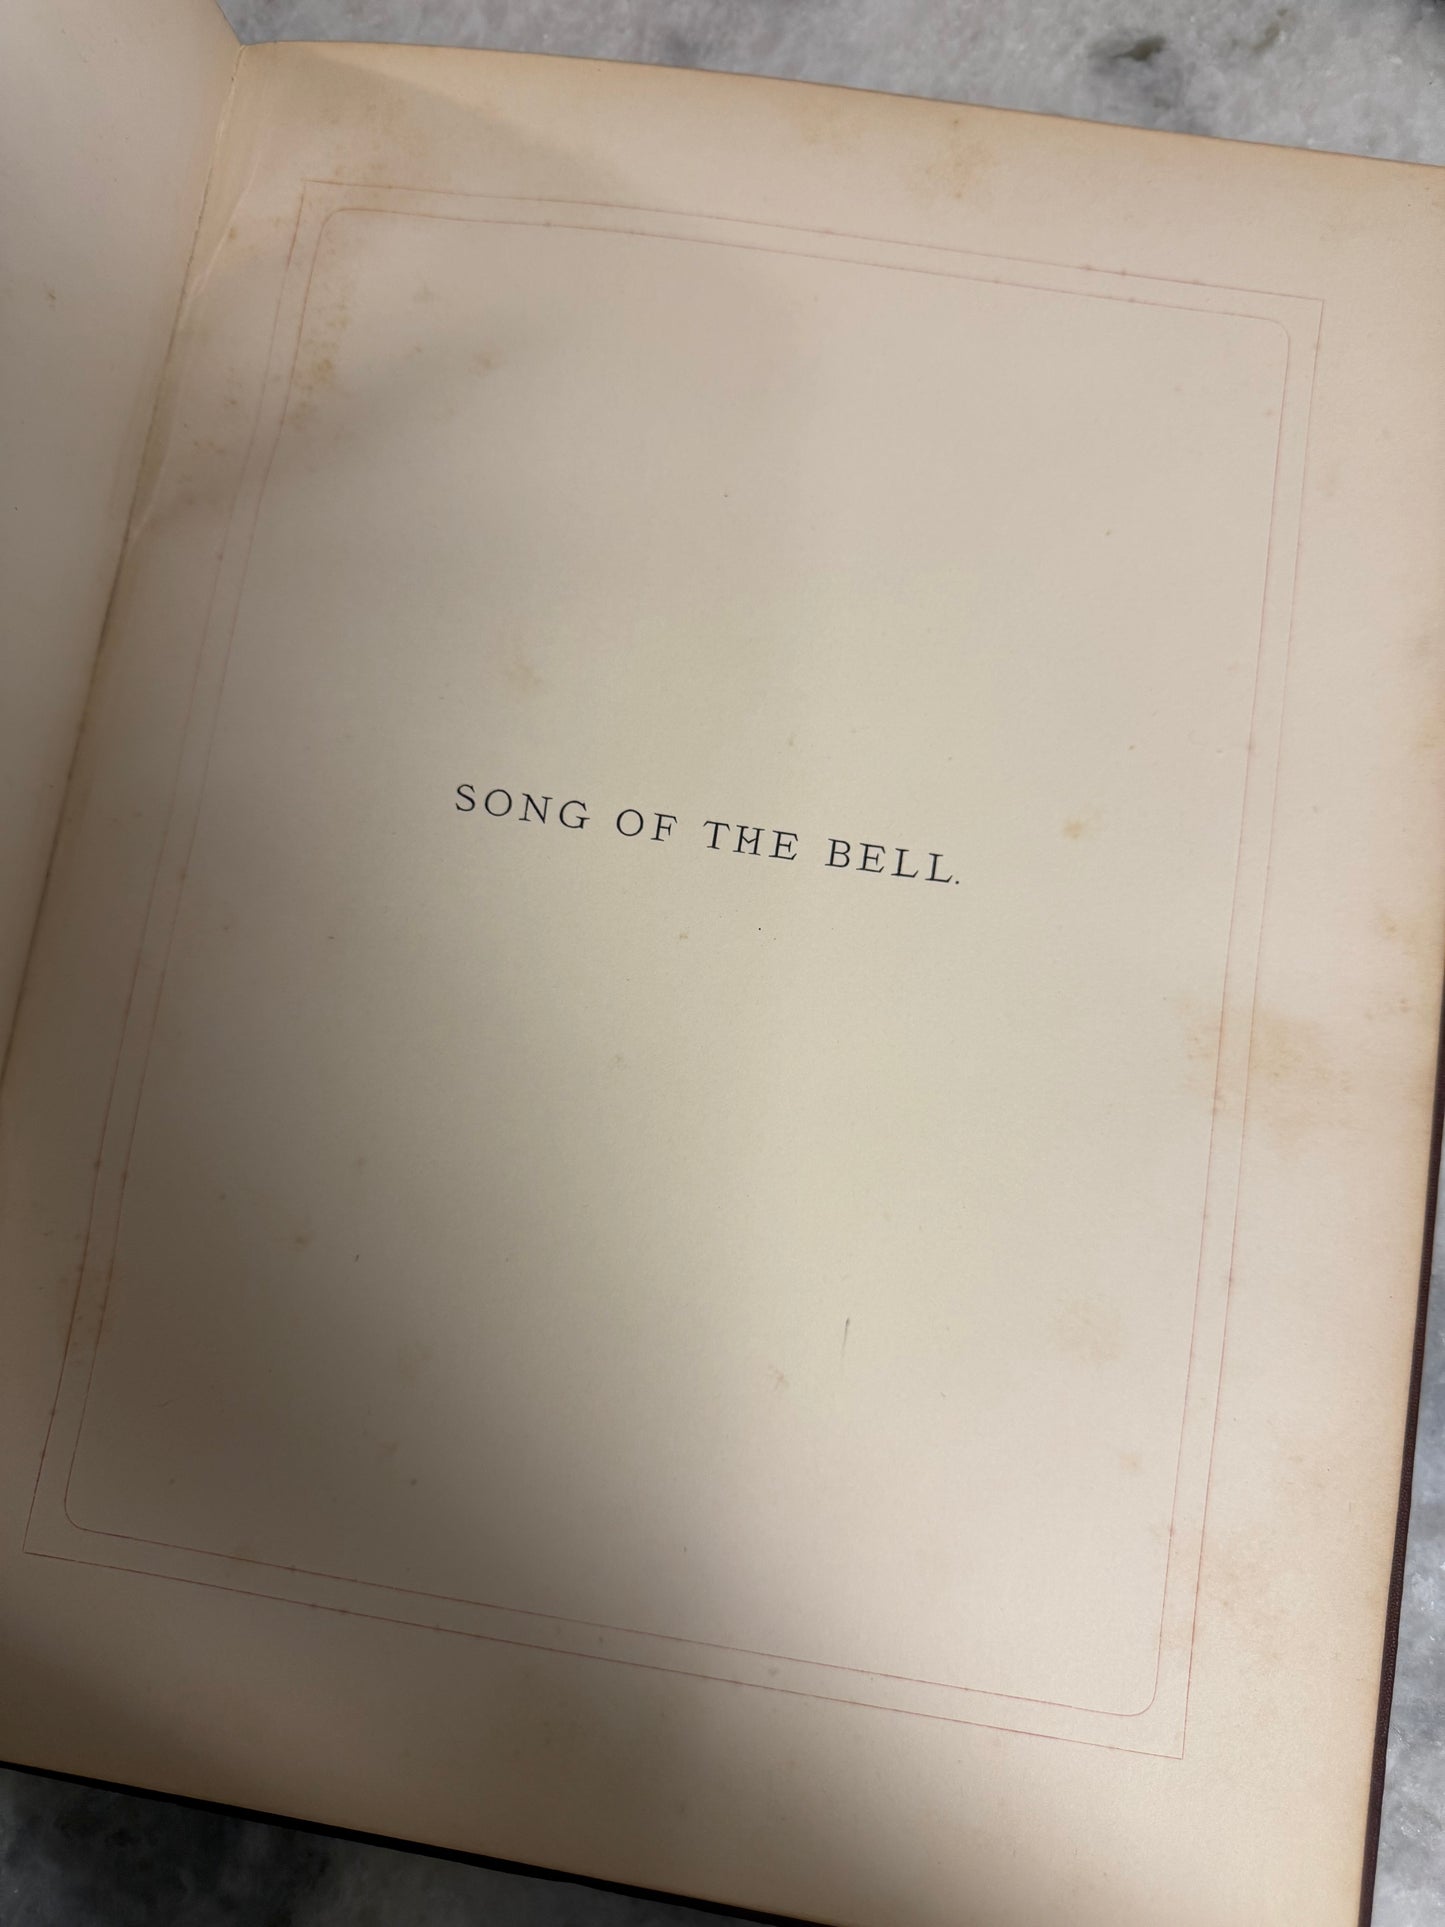 SONG OF THE BELL.